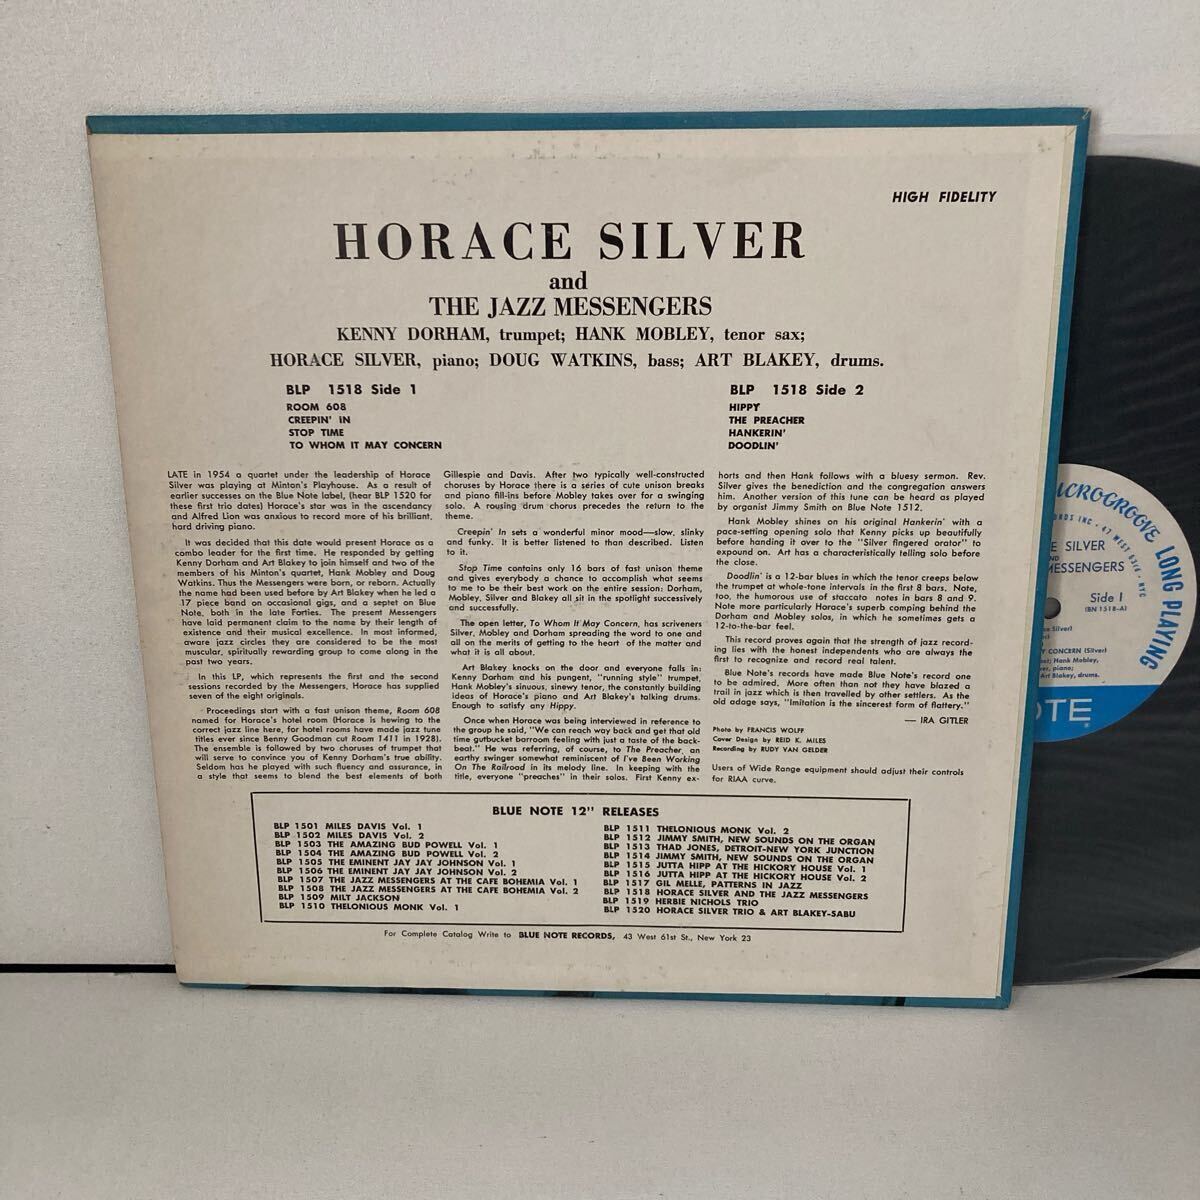 HIGH FIDELITY
HORACE SILVER
and
THE JAZZ MESSENGERS
KENNY DORHAM, trumpet; HANK MOBLEY, tenor sax;
HORACE SILVER, piano; DOUG WATKINS, bass; ART BLAKEY, drums.
BLP 1518 Side 1
ROOM 608
CREEPIN' IN
STOP TIME
TO WHOM IT MAY CONCERN
BLP 1518 Side 2
HIPPY
THE PREACHER
HANKERIN'
DOODLIN'
LATE in 1954 a quartet under the leadership of Horace
Silver was playing at Minton's Playhouse. As a result of
earlier successes on the Blue Note label, (hear BLP 1520 for
these first trio dates) Horace's star was in the ascendancy
and Alfred Lion was anxious to record more of his brilliant,
hard driving piano.
It was decided that this date would present Horace as a
combo leader for the first time. He responded by getting
Kenny Dorham and Art Blakey to join himself and two of the
members of his Minton's quartet, Hank Mobley and Doug
Watkins. Thus the Messengers were born, or reborn. Actually
the name had been used before by Art Blakey when he led a
17 piece band on occasional gigs, and a septet on Blue
Note, both in the late Forties. The present Messengers
have laid permanent claim to the name by their length of
existence and their musical excellence. In most informed,
aware jazz circles they are considered to be the most
muscular, spiritually rewarding group to come along in the
past two years.
In this LP, which represents the first and the second
sessions recorded by the Messengers, Horace has supplied
seven of the eight originals.
Proceedings start with a fast unison theme, Room 608
named for Horace's hotel room (Horace is hewing to the
correct jazz line here, for hotel rooms have made jazz tune
titles ever since Benny Goodman cut Room 1411 in 1928).
The ensemble is followed by two choruses of trumpet that
will serve to convince you of Kenny Dorham's true ability.
Seldom has he played with such fluency and assurance, in
a style that seems to blend the best elements of both
Gillespie and Davis. After two typically well-constructed
choruses by Horace there is a series of cute unison breaks
and piano fill-ins before Mobley takes over for a swinging
solo. A rousing drum chorus precedes the return to the
theme.
Creepin' In sets a wonderful minor mood—slow, slinky
and funky. It is better listened to than described. Listen
to it.
Stop Time contains only 16 bars of fast unison theme
and gives everybody a chance to accomplish what seems
to me to be their best work on the entire session: Dorham,
Mobley, Silver and Blakey all sit in the spotlight successively
and successfully.
The open letter, To Whom It May Concern, has scriveners
Silver, Mobley and Dorham spreading the word to one and
all on the merits of getting to the heart of the matter and
what it is all about.
Art Blakey knocks on the door and everyone falls in:
Kenny Dorham and his pungent, "running style" trumpet,
Hank Mobley's sinuous, sinewy tenor, the constantly building
ideas of Horace's piano and Art Blakey's talking drums.
Enough to satisfy any Hippy.
Once when Horace was being interviewed in reference to
the group he said, "We can reach way back and get that old
time gutbucket barroom feeling with just a taste of the back-
beat." He was referring, of course, to The Preacher, an
earthy swinger somewhat reminiscent of I've Been Working
On The Railroad in its melody line. In keeping with the
title, everyone "preaches" in their solos. First Kenny ex-
horts and then Hank follows with a bluesy sermon. Rev.
Silver gives the benediction and the congregation answers
him. Another version of this tune can be heard as played
by organist Jimmy Smith on Blue Note 1512.
Hank Mobley shines on his original Hankerin' with a
pace-setting opening solo that Kenny picks up beautifully
before handing it over to the "Silver fingered orator" to
expound on. Art has a characteristically telling solo before
the close.
Doodlin' is a 12-bar blues in which the tenor creeps below
the trumpet at whole-tone intervals in the first 8 bars. Note,
too, the humorous use of staccato notes in bars 8 and 9.
Note more particularly Horace's superb comping behind the
Dorham and Mobley solos, in which he sometimes gets a
12-to-the-bar feel.
This record proves again that the strength of jazz record-
ing lies with the honest independents who are always the
first to recognize and record real talent.
Blue Note's records have made Blue Note's record one
to be admired. More often than not they have blazed a
trail in jazz which is then travelled by other settlers. As the
old adage says, "Imitation is the sincerest form of flattery."
— IRA GITLER
Photo by FRANCIS WOLFF
Cover Design by REID K. MILES
Recording by RUDY VAN GELDER
Users of Wide Range equipment should adjust their controls
for RIAA curve.
BLUE NOTE 12" RELEASES
BLP 1501 MILES DAVIS Vol. 1
BLP 1502 MILES DAVIS Vol. 2
BLP 1503 THE AMAZING BUD POWELL Vol. 1
BLP 1504 THE AMAZING BUD POWELL Vol. 2
BLP 1505 THE EMINENT JAY JAY JOHNSON Vol. 1
BLP 1506 THE EMINENT JAY JAY JOHNSON Vol. 2
BLP 1507 THE JAZZ MESSENGERS AT THE CAFE BOHEMIA Vol. 1
BLP 1508 THE JAZZ MESSENGERS AT THE CAFE BOHEMIA Vol. 2
BLP 1509 MILT JACKSON
BLP 1510 THELONIOUS MONK Vol. 1
BLP 1511 THELONIOUS MONK Vol. 2
BLP 1512 JIMMY SMITH, NEW SOUNDS ON THE ORGAN
BLP 1513 THAD JONES, DETROIT-NEW YORK JUNCTION
BLP 1514 JIMMY SMITH, NEW SOUNDS ON THE ORGAN
BLP 1515 JUTTA HIPP AT THE HICKORY HOUSE Vol. 1
BLP 1516 JUTTA HIPP AT THE HICKORY HOUSE Vol. 2
BLP 1517 GIL MELLE, PATTERNS IN JAZZ
BLP 1518 HORACE SILVER AND THE JAZZ MESSENGERS
BLP 1519 HERBIE NICHOLS TRIO
BLP 1520 HORACE SILVER TRIO & ART BLAKEY-SABU
For Complete Catalog Write to BLUE NOTE RECORDS, 43 West 61st St., New York 23
MICROGROOVE LONG PLAYING
INC • 47 WEST 63rd • NYC
SILVER
MESSENGERS
Side 1
(BN 1518-A)
Silver)
CONCERN (Silver)
Hank Mobley,
piano;
Art Blakey, drums.
OTE